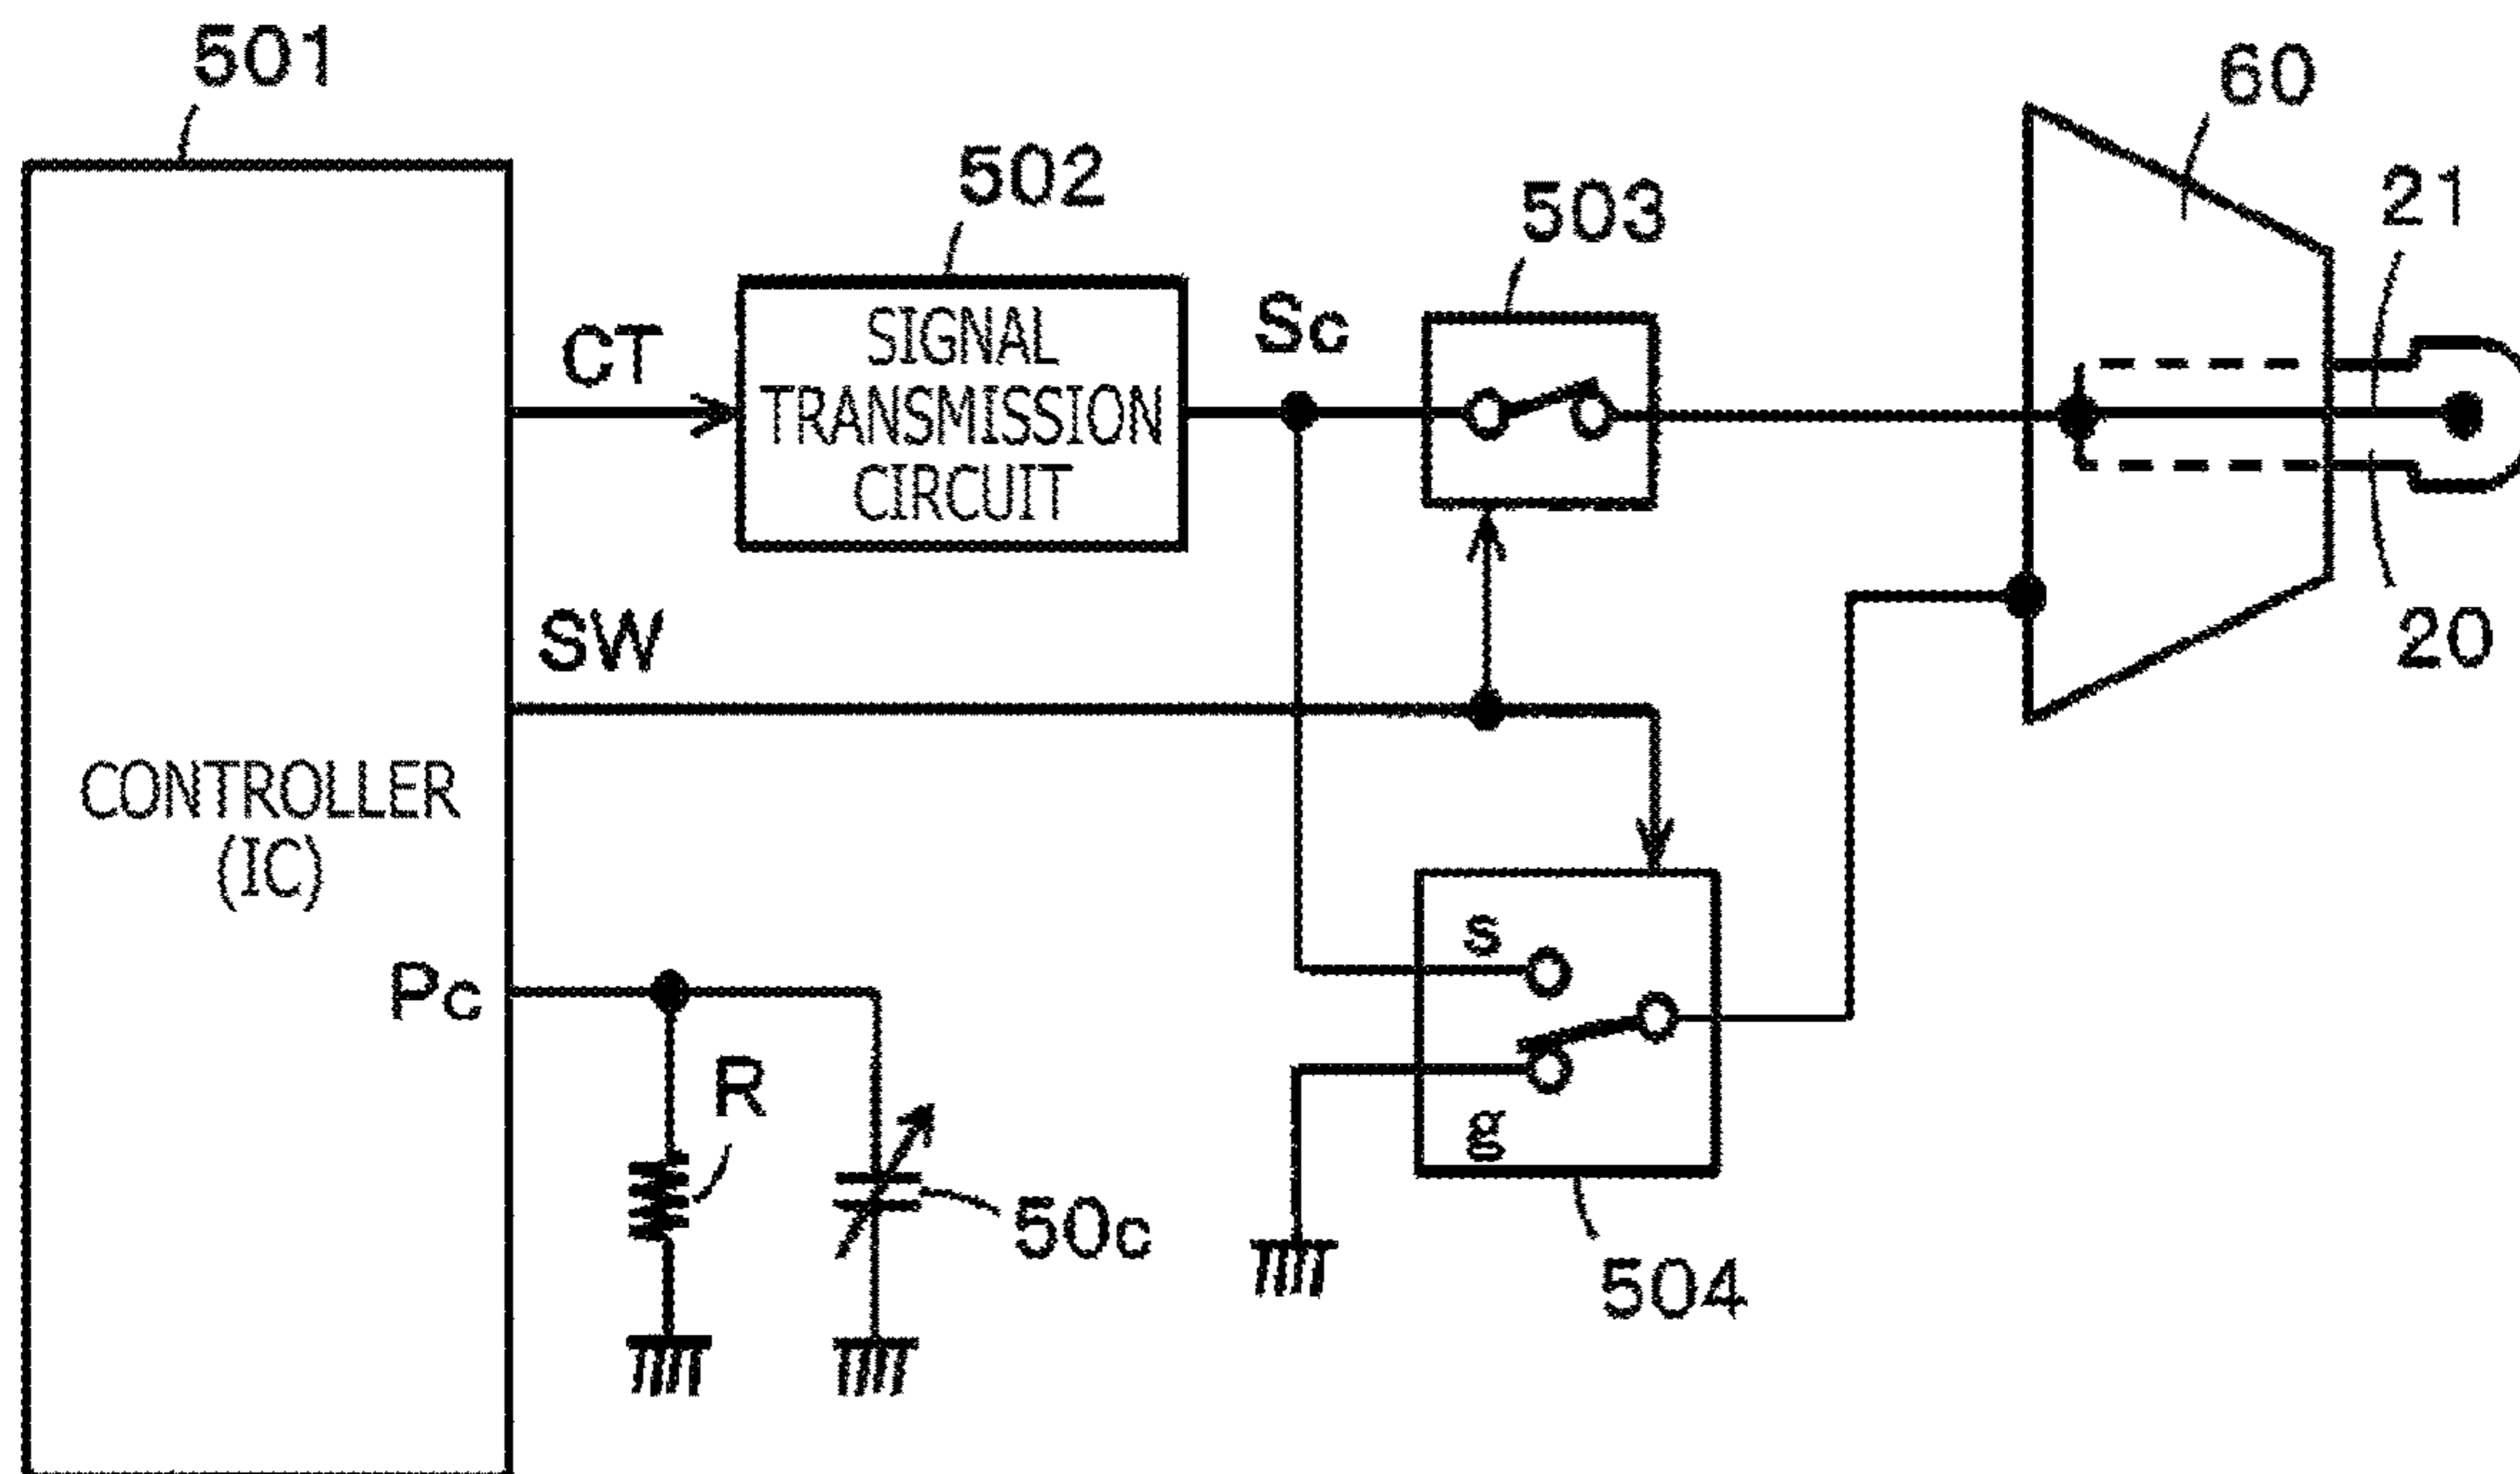 501
60
502
21
503
SIGNAL
TRANSMISSION
CIRCUIT
CT
Sc
SW
20
CONTROLLER
(IC)
s
Pc
R
g
50c
504